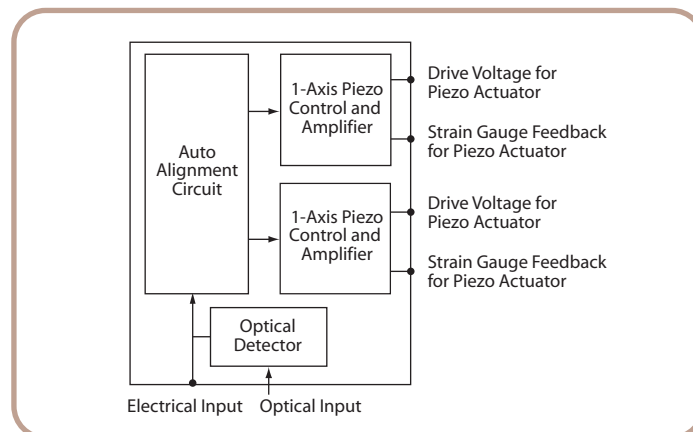 Auto
Alignment
Circuit
1-Axis Piezo
Control and
Amplifier
Drive Voltage for
Piezo Actuator
Strain Gauge Feedback
for Piezo Actuator
1-Axis Piezo
Control and
Amplifier
Drive Voltage for
Piezo Actuator
Strain Gauge Feedback
for Piezo Actuator
Optical
Detector
Electrical Input
Optical Input